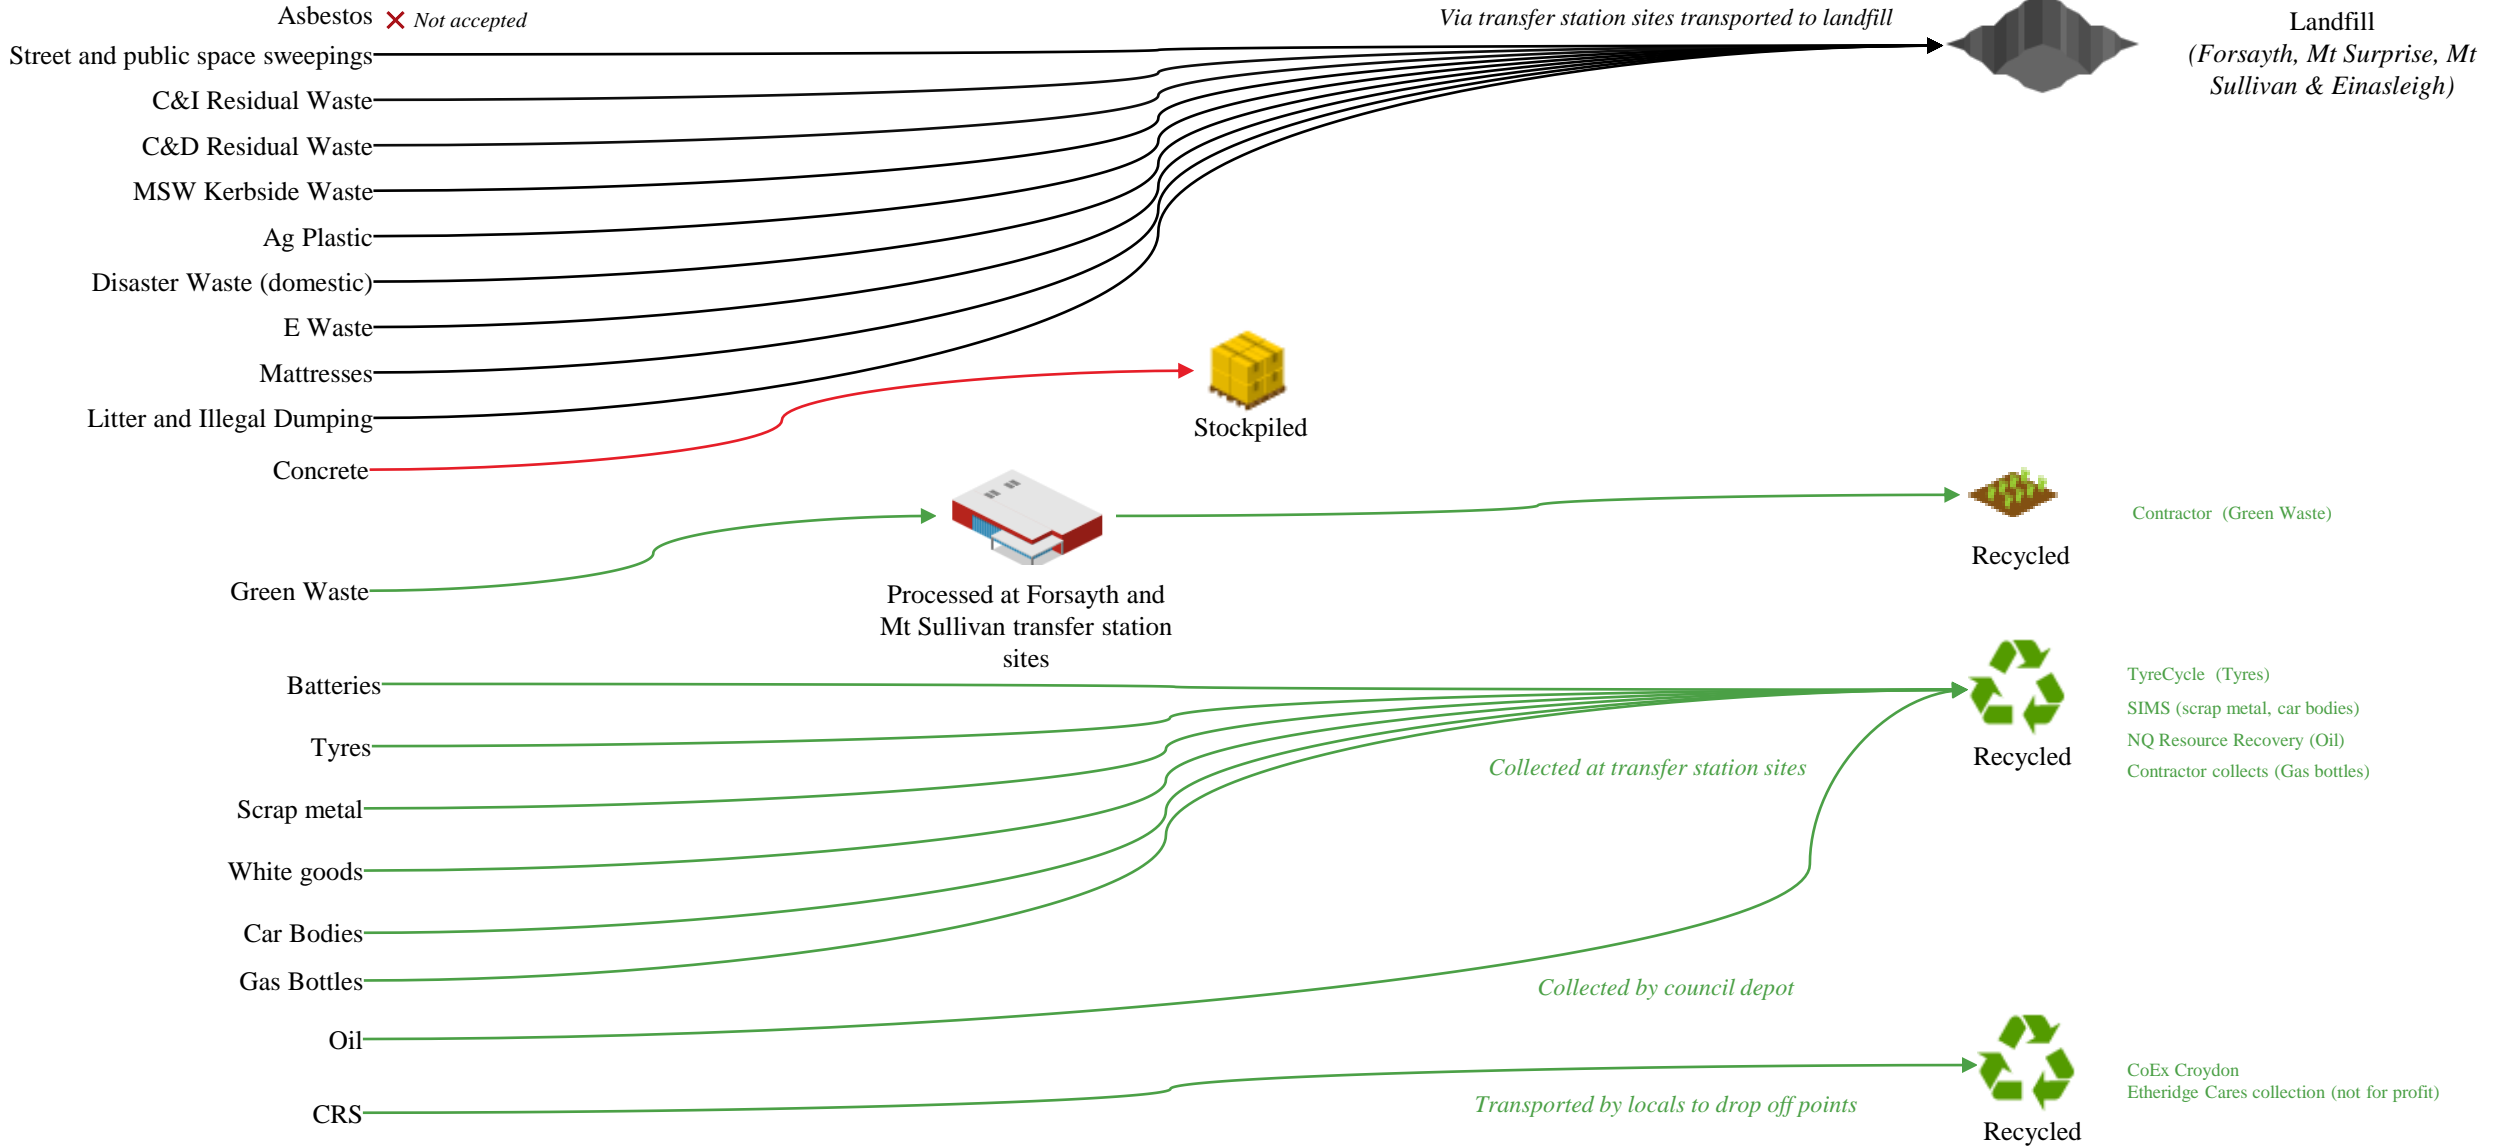 Asbestos
Not accepted
Via transfer station sites transported to landfill
Landfill
(Forsayth, Mt Surprise, Mt
Sullivan & Einasleigh)
Street and public space sweepings
C&I Residual Waste
C&D Residual Waste
MSW Kerbside Waste
Ag Plastic
Disaster Waste (domestic)
E Waste
Mattresses
Litter and Illegal Dumping
Stockpiled
Concrete
Green Waste
Processed at Forsayth and
Mt Sullivan transfer station
sites
Recycled
Contractor (Green Waste)
Batteries
Tyres
Scrap metal
White goods
Car Bodies
Gas Bottles
Oil
Collected at transfer station sites
Collected by council depot
Recycled
TyreCycle (Tyres)
SIMS (scrap metal, car bodies)
NQ Resource Recovery (Oil)
Contractor collects (Gas bottles)
CRS
Transported by locals to drop off points
Recycled
CoEx Croydon
Etheridge Cares collection (not for profit)